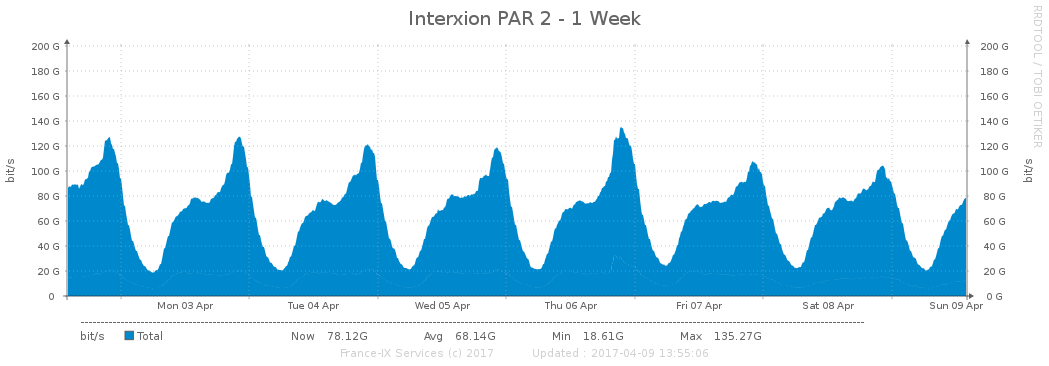 Interxion PAR 2 - 1 Week
RRDTOOL / TOBI OETIKER
bit/s
200 G
180 G
160 G
140 G
120 G
100 G
80 G
60 G
40 G
20 G
0
200 G
180 G
160 G
140 G
120 G
100 G
80 G
60 G
40 G
20 G
0 G
bit/s
Mon 03 Apr Tue 04 Apr Wed 05 Apr Thu 06 Apr Fri 07 Apr Sat 08 Apr Sun 09 Apr
bit/s Total Now 78.12G Avg 68.14G Min 18.61G Max 135.27G
France-IX Services (c) 2017 Updated : 2017-04-09 13:55:06